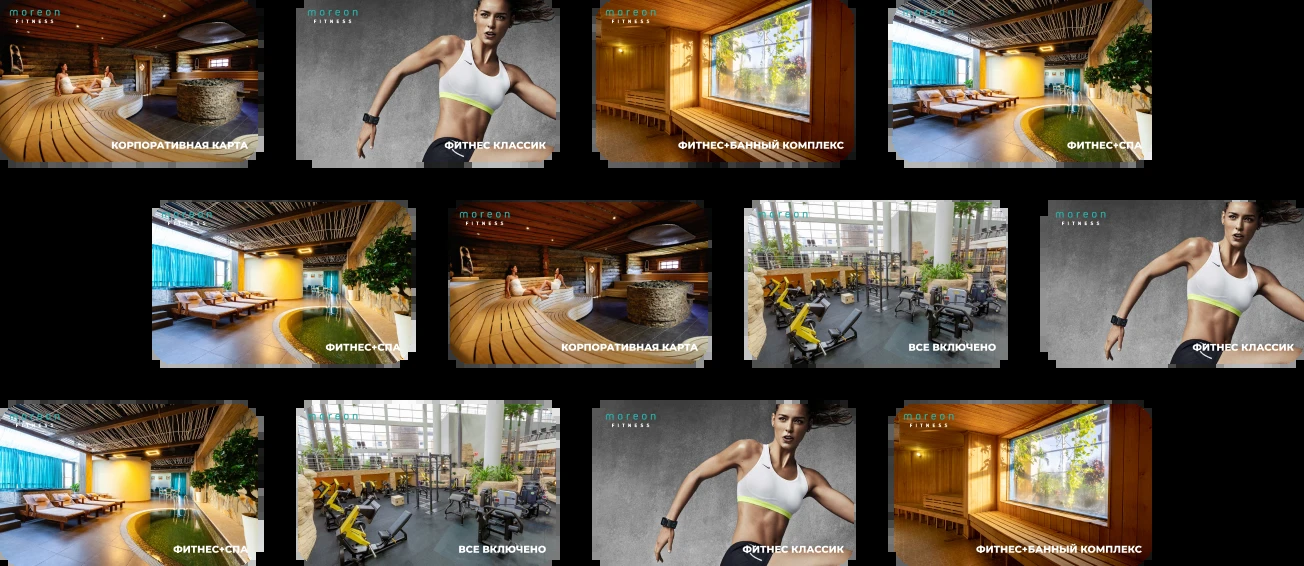 moreon
FITNESS
КОРПОРАТИВНАЯ КАРТА
moreon
FITNESS
ФИТНЕС КЛАССИК
moreon
FITNESS
ФИТНЕС+БАННЫЙ КОМПЛЕКС
moreon
FITNESS
ФИТНЕС+СПА
moreon
FITNESS
ФИТНЕС+СПА
moreon
FITNESS
КОРПОРАТИВНАЯ КАРТА
moreon
FITNESS
ВСЕ ВКЛЮЧЕНО
moreon
FITNESS
ФИТНЕС КЛАССИК
moreon
FITNESS
ФИТНЕС+СПА
moreon
FITNESS
ВСЕ ВКЛЮЧЕНО
moreon
FITNESS
ФИТНЕС КЛАССИК
moreon
FITNESS
ФИТНЕС+БАННЫЙ КОМПЛЕКС